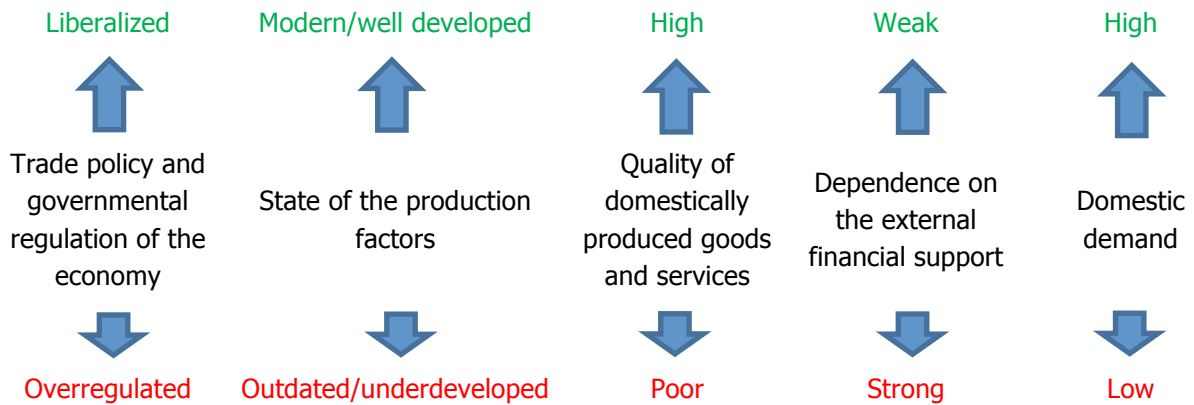 Liberalized
Modern/well developed
High
Weak
High
Trade policy and
governmental
regulation of the
economy
State of the production
factors
Quality of
domestically
produced goods
and services
Dependence on
the external
financial support
Domestic
demand
Overregulated
Outdated/underdeveloped
Poor
Strong
Low